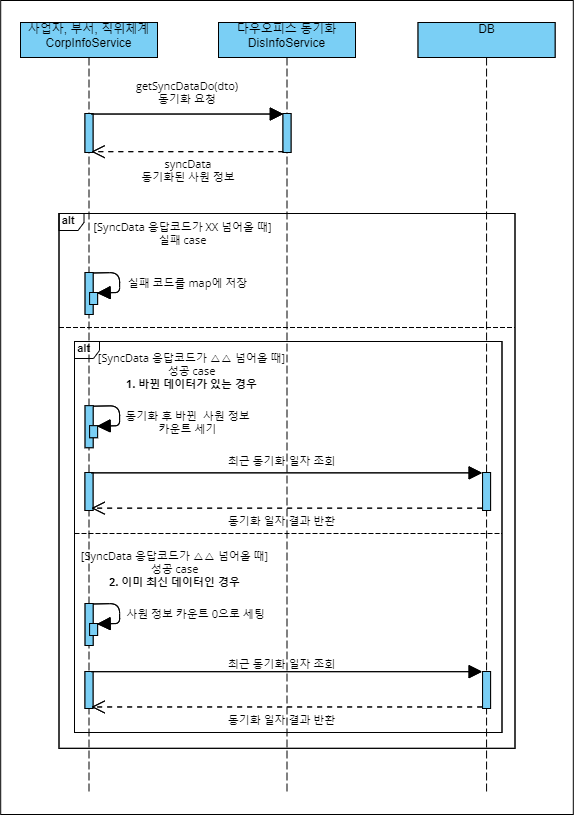 사업자, 부서, 직위체계
CorpInfoService
다우오피스 동기화
DisInfoService
DB
getSyncDataDo(dto)
동기화 요청
syncData
동기화된 사원 정보
alt
[SyncData 응답코드가 XX 넘어올 때]
실패 case
실패 코드를 map에 저장
alt
[SyncData 응답코드가 △△ 넘어올 때]
성공 case
1. 바뀐 데이터가 있는 경우
동기화 후 바뀐 사원 정보
카운트 세기
최근 동기화 일자 조회
동기화 일자 결과 반환
[SyncData 응답코드가 △△ 넘어올 때]
성공 case
2. 이미 최신 데이터인 경우
사원 정보 카운트 0으로 세팅
최근 동기화 일자 조회
동기화 일자 결과 반환